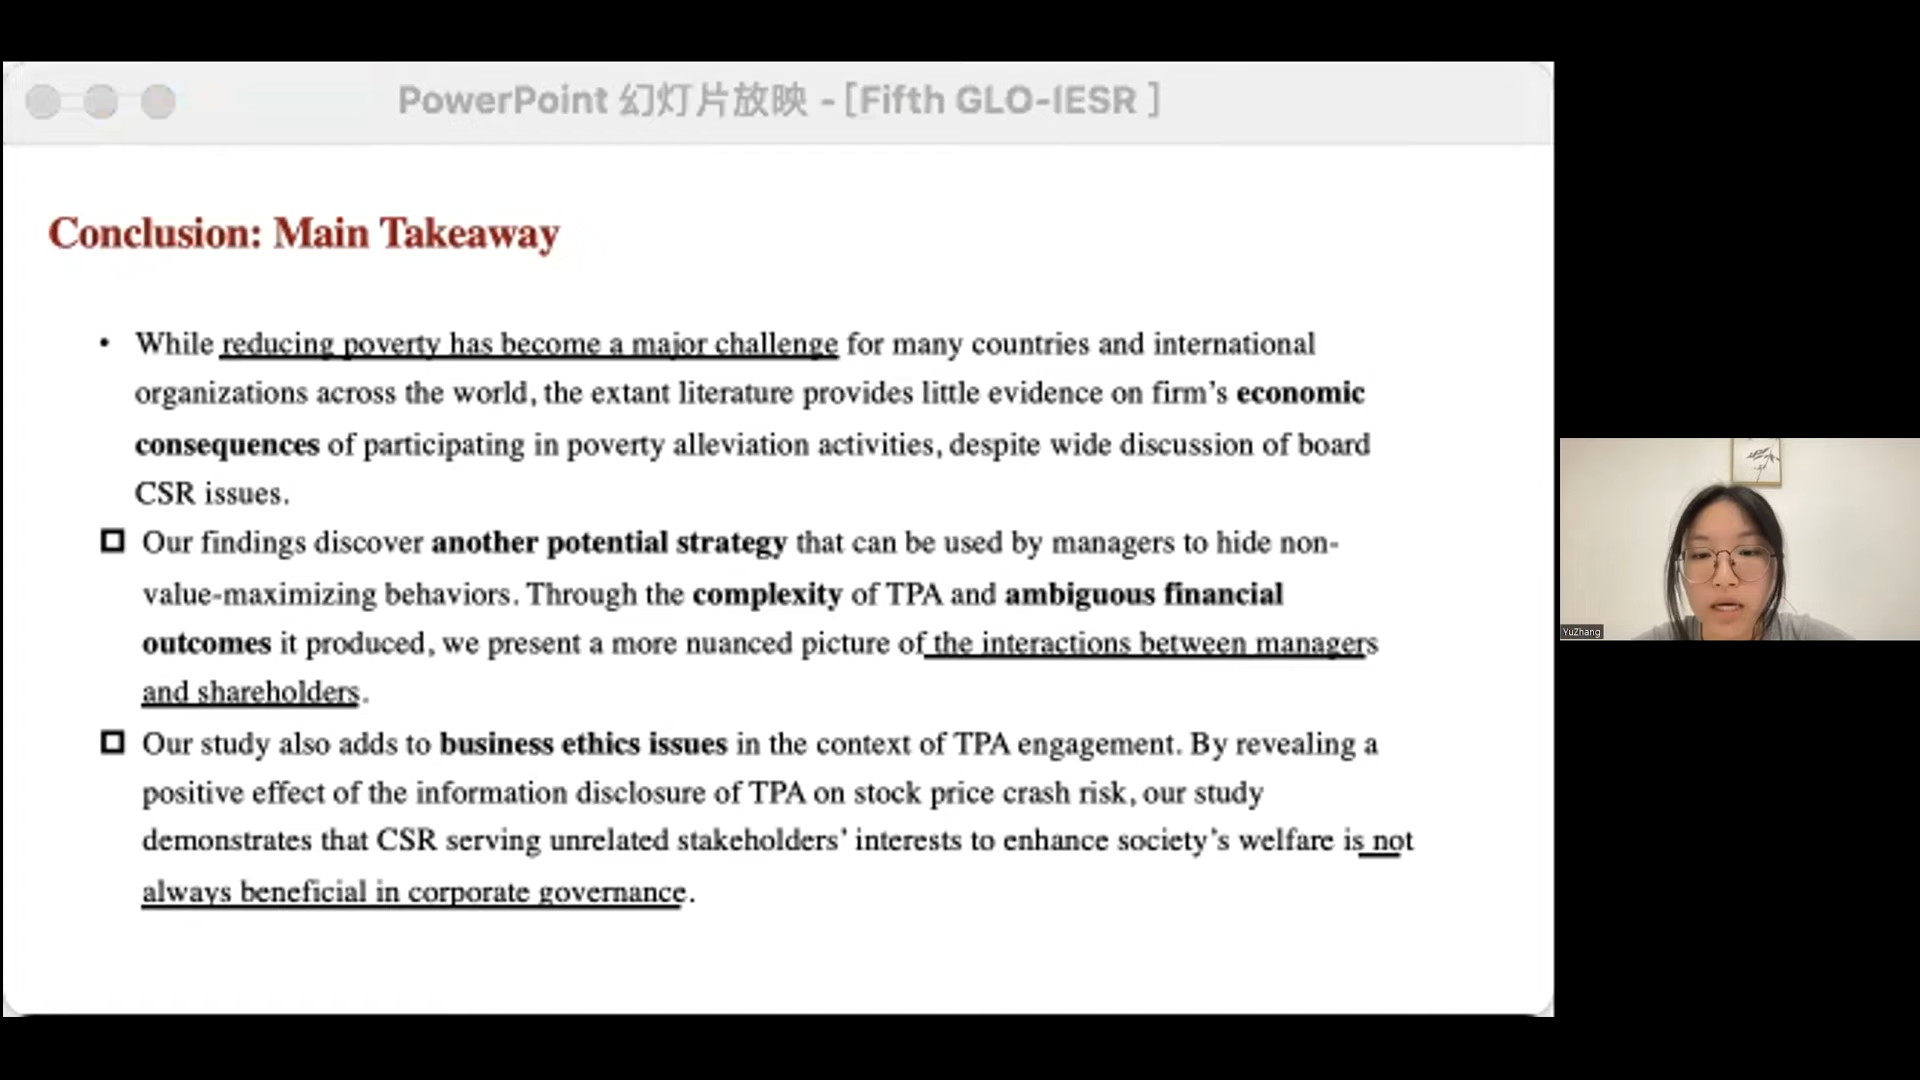 PowerPoint 幻灯片放映 - [Fifth GLO-IESR ]
Conclusion: Main Takeaway
• While reducing poverty has become a major challenge for many countries and international
organizations across the world, the extant literature provides little evidence on firm's economic
consequences of participating in poverty alleviation activities, despite wide discussion of board
CSR issues.
Our findings discover another potential strategy that can be used by managers to hide non-
value-maximizing behaviors. Through the complexity of TPA and ambiguous financial
outcomes it produced, we present a more nuanced picture of the interactions between managers
and shareholders.
Our study also adds to business ethics issues in the context of TPA engagement. By revealing a
positive effect of the information disclosure of TPA on stock price crash risk, our study
demonstrates that CSR serving unrelated stakeholders' interests to enhance society's welfare is not
always beneficial in corporate governance.
YuZhang